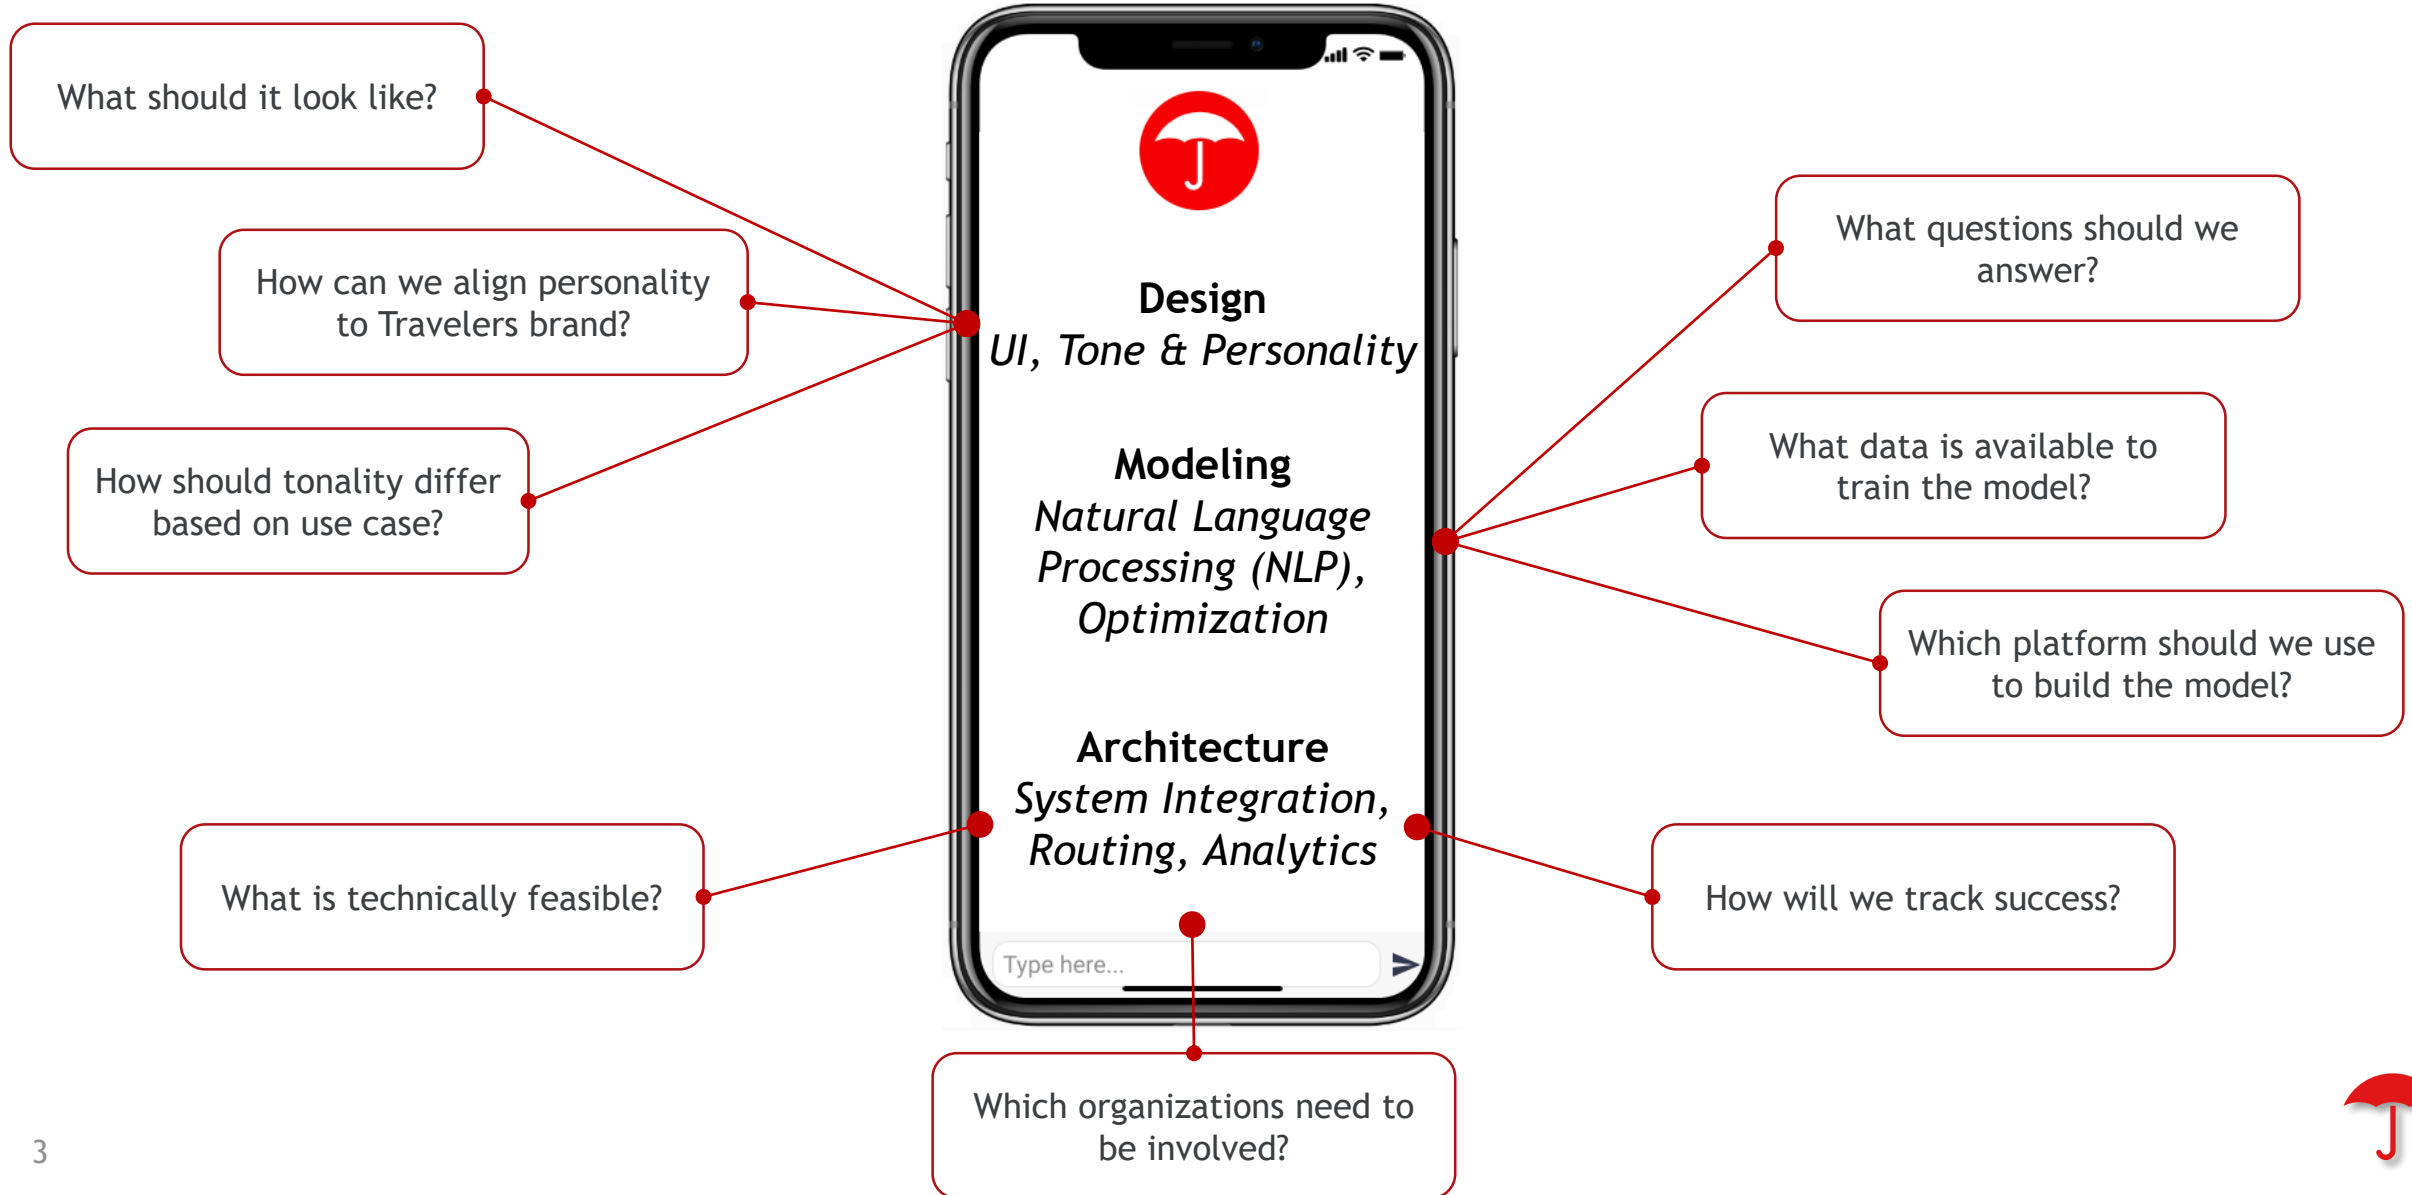 What should it look like?
How can we align personality
to Travelers brand?
How should tonality differ
based on use case?
What is technically feasible?
Design
UI, Tone & Personality
Modeling
Natural Language
Processing (NLP),
Optimization
Architecture
System Integration,
Routing, Analytics
Type here...
What questions should we
answer?
What data is available to
train the model?
Which platform should we use
to build the model?
How will we track success?
Which organizations need to
be involved?
3